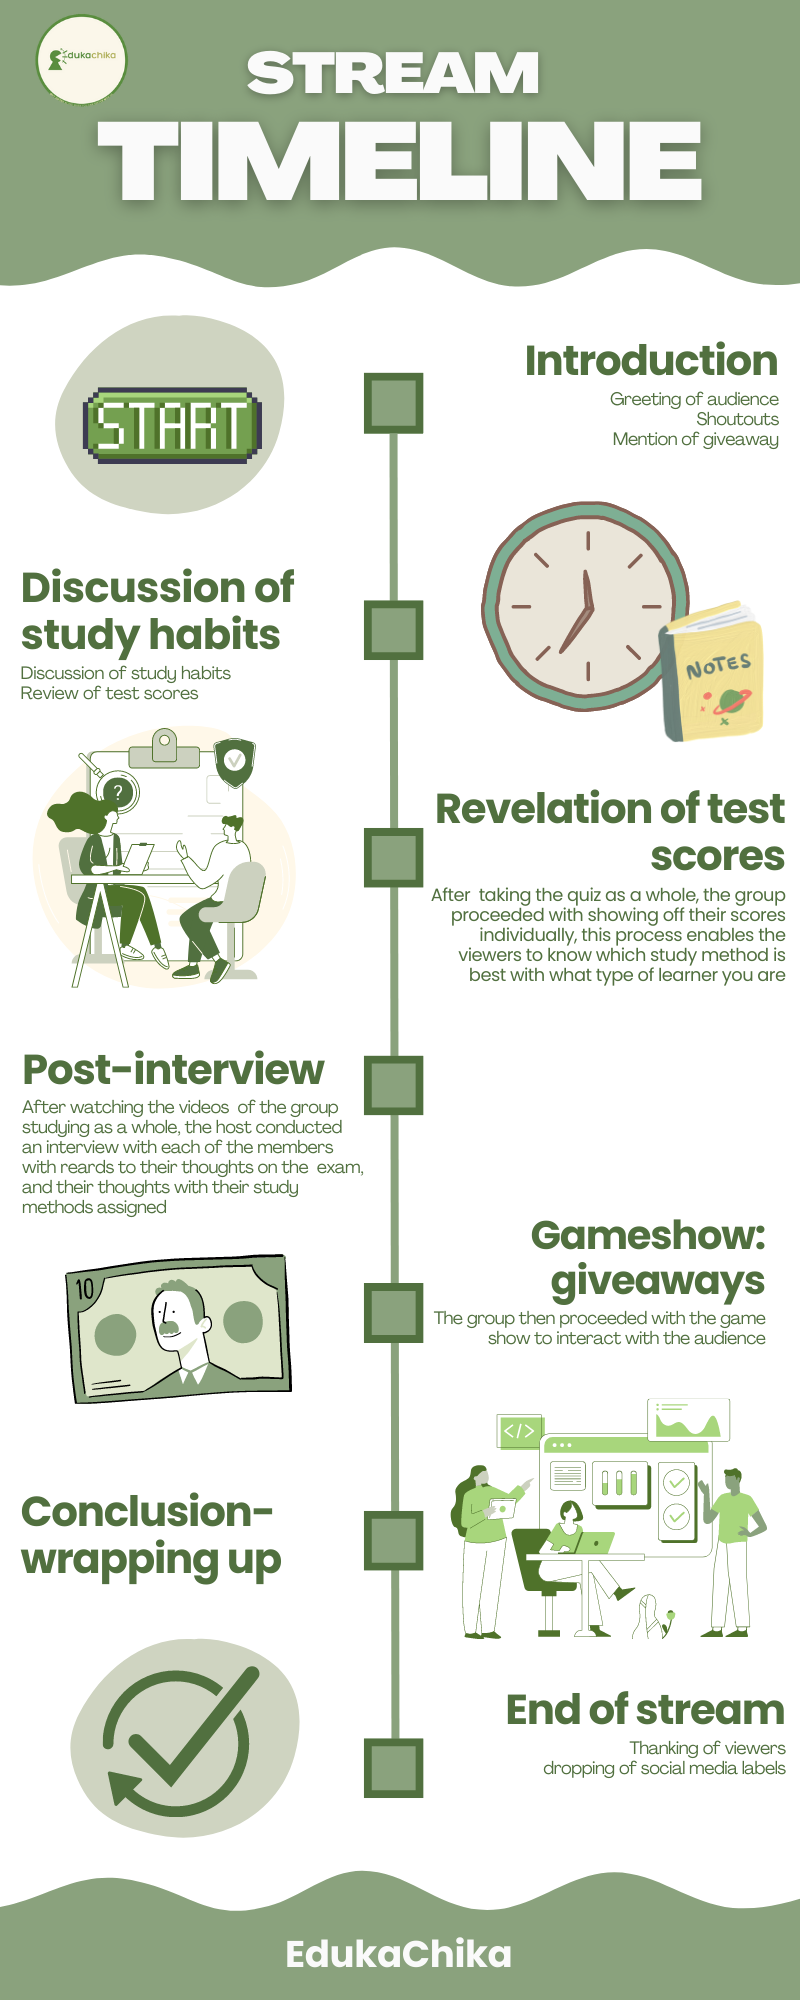 Edukachika
STREAM
TIMELINE
START
Introduction
Greeting of audience
Shoutouts
Mention of giveaway
Discussion of
study habits
Discussion of study habits
Review of test scores
NOTES
?
Revelation of test
scores
After taking the quiz as a whole, the group
proceeded with showing off their scores
individually, this process enables the
viewers to know which study method is
best with what type of learner you are
Post-interview
After watching the videos of the group
studying as a whole, the host conducted
an interview with each of the members
with reards to their thoughts on the exam,
and their thoughts with their study
methods assigned
Gameshow:
giveaways
The group then proceeded with the game
show to interact with the audience
10
</>
Conclusion-
wrapping up
End of stream
Thanking of viewers
dropping of social media labels
EdukaChika